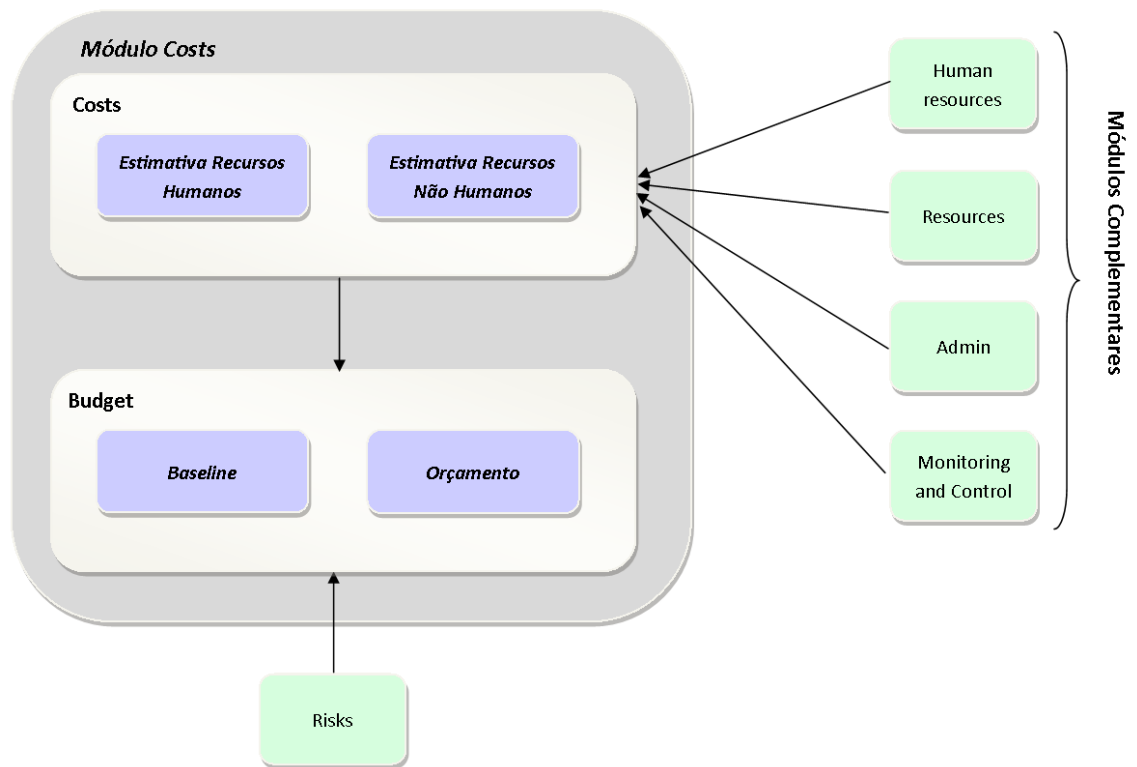 Módulo Costs
Costs
Estimativa Recursos
Humanos
Estimativa Recursos
Não Humanos
Budget
Baseline
Orçamento
Risks
Human
resources
Resources
Admin
Monitoring
and Control
Módulos Complementares